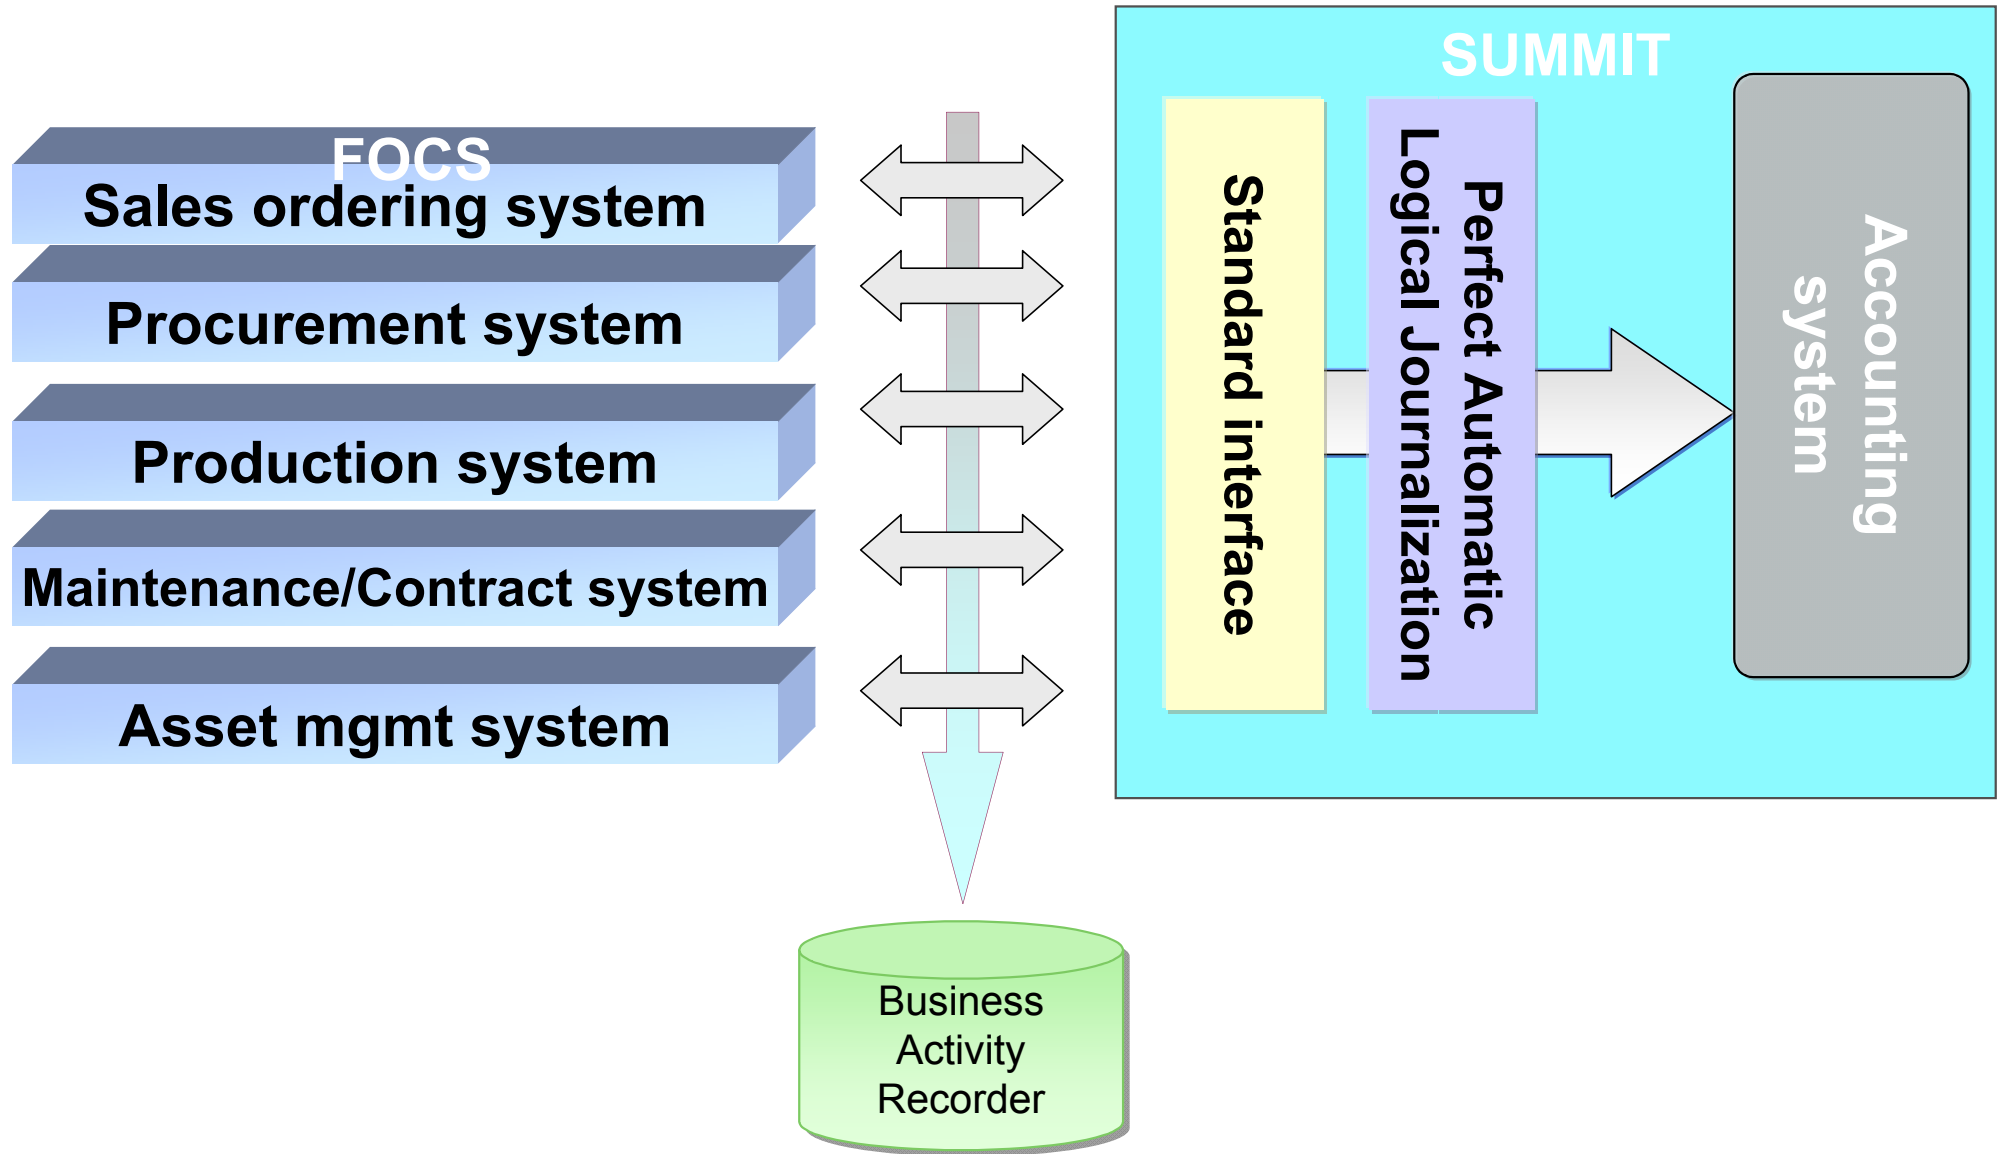 FOCS
Sales ordering system
Procurement system
Production system
Maintenance/Contract system
Asset mgmt system
SUMMIT
Standard interface
Perfect Automatic
Logical Journalization
Accounting
system
Business
Activity
Recorder